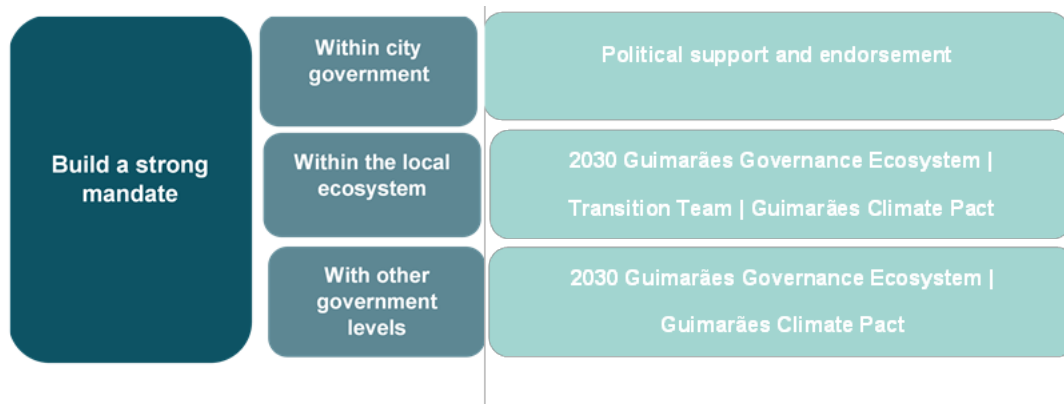 Build a strong
mandate
Within city
government
Political support and endorsement
Within the local
ecosystem
2030 Guimarães Governance Ecosystem |
Transition Team | Guimarães Climate Pact
With other
government
levels
2030 Guimarães Governance Ecosystem |
Guimarães Climate Pact